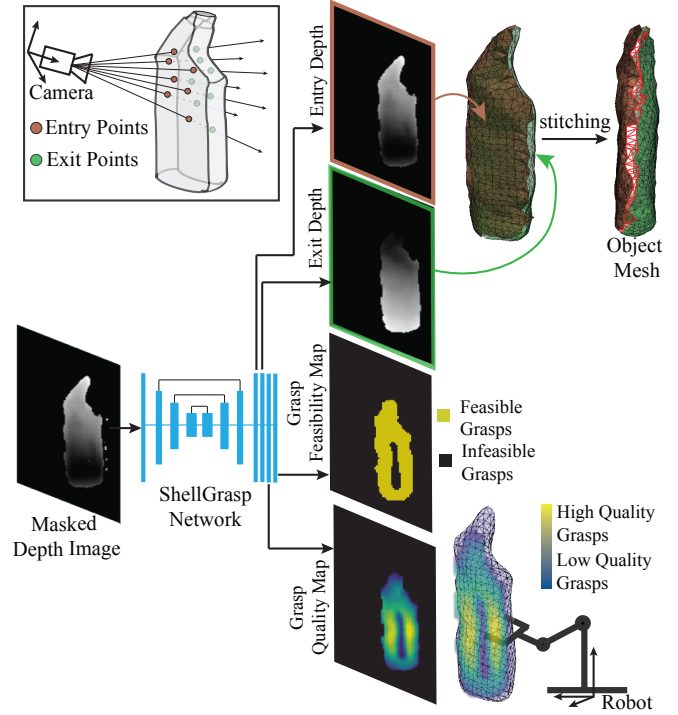 Camera
Entry Points
Exit Points
Entry Depth
stitching
Object
Mesh
Exit Depth
Masked
Depth Image
ShellGrasp
Network
Grasp
Feasibility Map
Feasible
Grasps
Infeasible
Grasps
Grasp
Quality Map
High Quality
Grasps
Low Quality
Grasps
Robot